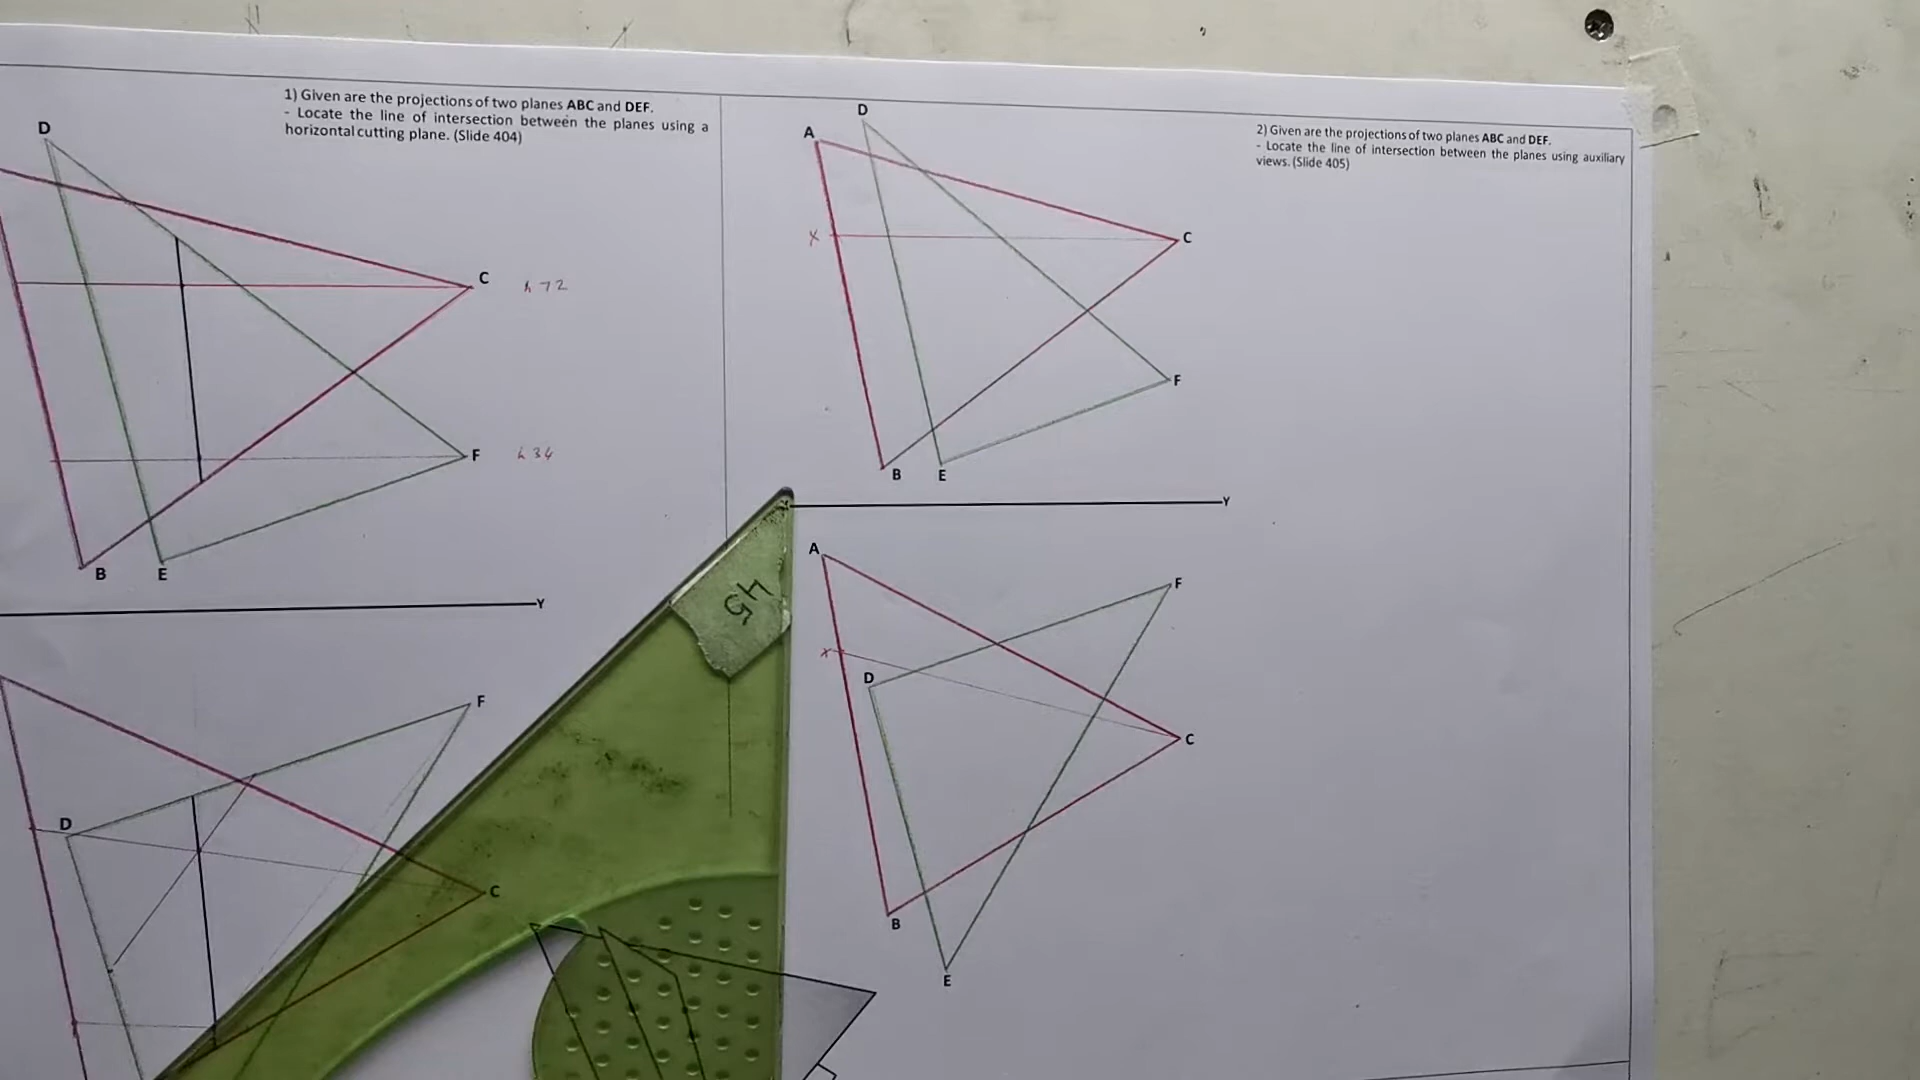 1) Given are the projections of two planes ABC and DEF.
- Locate the line of intersection between the planes using a
horizontal cutting plane. (Slide 404)
D
C
h 72
F
h 34
B
E
Y
F
D
C
2) Given are the projections of two planes ABC and DEF.
- Locate the line of intersection between the planes using auxiliary
views. (Slide 405)
D
A
X
C
F
B
E
Y
45
A
F
X
D
C
B
E